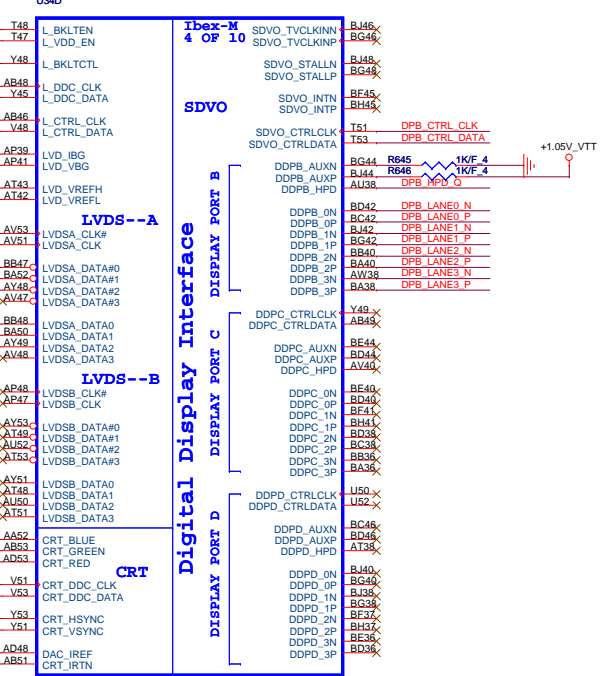 U34D
Ibex-M
4 OF 10
T48 L_BKLTEN
T47 L_VDD_EN
Y48 L_BKLTCTL
AB48 L_DDC_CLK
Y45 L_DDC_DATA
AB46 L_CTRL_CLK
V48 L_CTRL_DATA
AP39 LVD_IBG
AP41 LVD_VBG
AT43 LVD_VREFH
AT42 LVD_VREFL
LVDS--A
AV53 LVDSA_CLK#
AV51 LVDSA_CLK
BB47 LVDSA_DATA#0
BA52 LVDSA_DATA#1
AY48 LVDSA_DATA#2
AV47 LVDSA_DATA#3
BB48 LVDSA_DATA0
BA50 LVDSA_DATA1
AY49 LVDSA_DATA2
AV48 LVDSA_DATA3
LVDS--B
AP48 LVDSB_CLK#
AP47 LVDSB_CLK
AY53 LVDSB_DATA#0
AT49 LVDSB_DATA#1
AU52 LVDSB_DATA#2
AT53 LVDSB_DATA#3
AY51 LVDSB_DATA0
AT48 LVDSB_DATA1
AU50 LVDSB_DATA2
AT51 LVDSB_DATA3
AA52 CRT_BLUE
AB53 CRT_GREEN
AD53 CRT_RED
CRT
V51 CRT_DDC_CLK
V53 CRT_DDC_DATA
Y53 CRT_HSYNC
Y51 CRT_VSYNC
AD48 DAC_IREF
AB51 CRT_IRTN
Digital Display Interface
SDVO_TVCLKINN BJ46
SDVO_TVCLKINP BG46
SDVO_STALLN BJ48
SDVO_STALLP BG48
SDVO
SDVO_INTN BF45
SDVO_INTP BH45
SDVO_CTRLCLK T51 DPB_CTRL_CLK
SDVO_CTRLDATA T53 DPB_CTRL_DATA
DISPLAY PORT B
DDPB_AUXN BG44 R645 1K/F_4
DDPB_AUXP BJ44 R646 1K/F_4
+1.05V_VTT
DDPB_HPD AU38 DPB_HPD_Q
DDPB_0N BD42 DPB_LANE0_N
DDPB_0P BC42 DPB_LANE0_P
DDPB_1N BJ42 DPB_LANE1_N
DDPB_1P BG42 DPB_LANE1_P
DDPB_2N BB40 DPB_LANE2_N
DDPB_2P BA40 DPB_LANE2_P
DDPB_3N AW38 DPB_LANE3_N
DDPB_3P BA38 DPB_LANE3_P
DISPLAY PORT C
DDPC_CTRLCLK Y49
DDPC_CTRLDATA AB49
DDPC_AUXN BE44
DDPC_AUXP BD44
DDPC_HPD AV40
DDPC_0N BE40
DDPC_0P BD40
DDPC_1N BF41
DDPC_1P BH41
DDPC_2N BD38
DDPC_2P BC38
DDPC_3N BB36
DDPC_3P BA36
DISPLAY PORT D
DDPD_CTRLCLK U50
DDPD_CTRLDATA U52
DDPD_AUXN BC46
DDPD_AUXP BD46
DDPD_HPD AT38
DDPD_0N BJ40
DDPD_0P BG40
DDPD_1N BJ38
DDPD_1P BG38
DDPD_2N BF37
DDPD_2P BH37
DDPD_3N BE36
DDPD_3P BD36